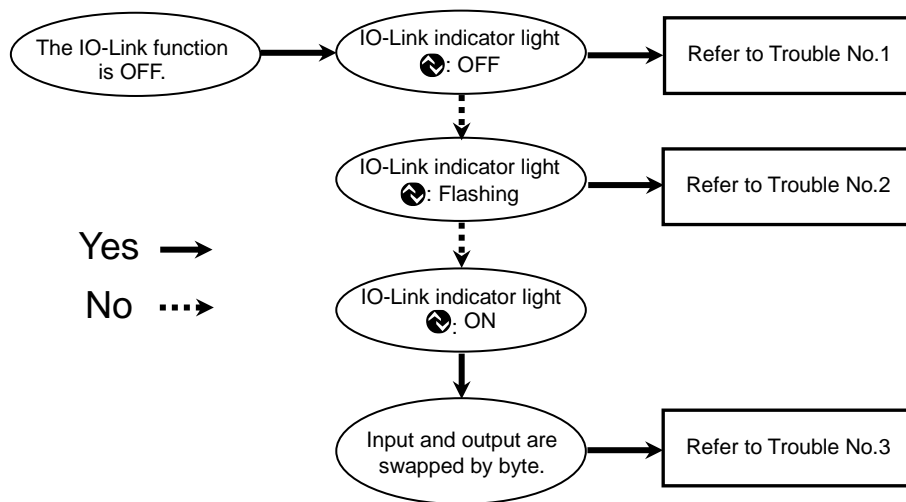 The IO-Link function
is OFF.
IO-Link indicator light
: OFF
Refer to Trouble No.1
IO-Link indicator light
: Flashing
Refer to Trouble No.2
Yes
No
IO-Link indicator light
: ON
Input and output are
swapped by byte.
Refer to Trouble No.3